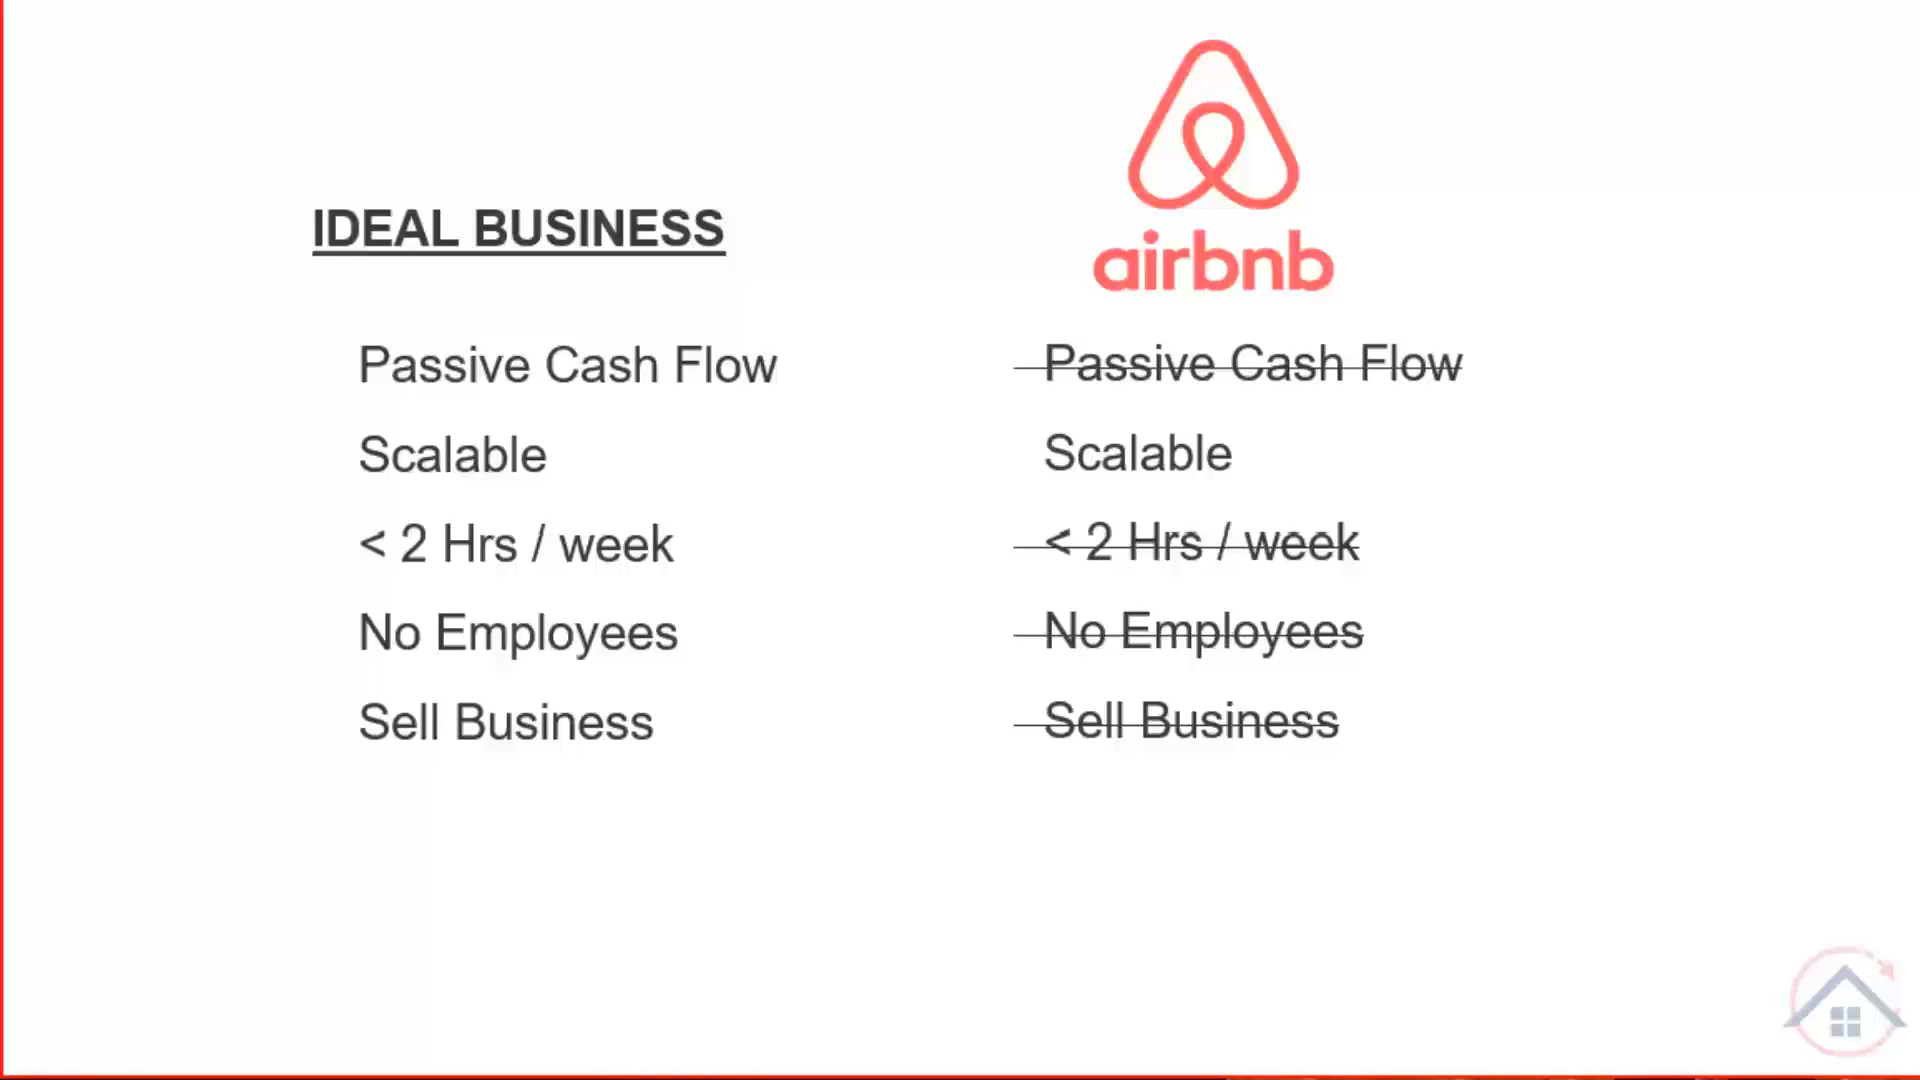 IDEAL BUSINESS
Passive Cash Flow
Scalable
< 2 Hrs / week
No Employees
Sell Business
airbnb
Passive Cash Flow
Scalable
< 2 Hrs / week
No Employees
Sell Business